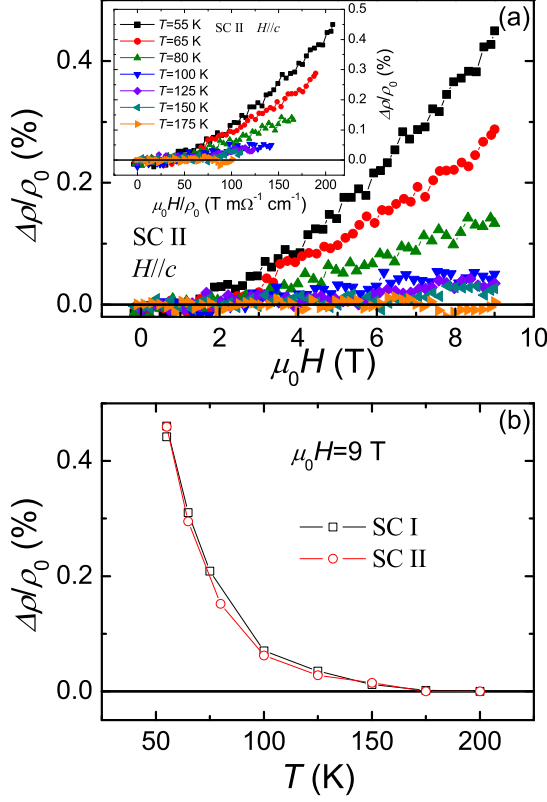 (a)
0.4
0.2
0.0
Δρ/ρ0 (%)
0 2 4 6 8 10
μ0H (T)
SC II
H//c
T=55 K
T=65 K
T=80 K
T=100 K
T=125 K
T=150 K
T=175 K
SC II H//c
0.5
0.4
0.3
0.2
0.1
0.0
Δρ/ρ0 (%)
0 50 100 150 200
μ0H/ρ0 (T mΩ-1 cm-1)
(b)
μ0H=9 T
SC I
SC II
0.4
0.2
0.0
Δρ/ρ0 (%)
50 100 150 200
T (K)